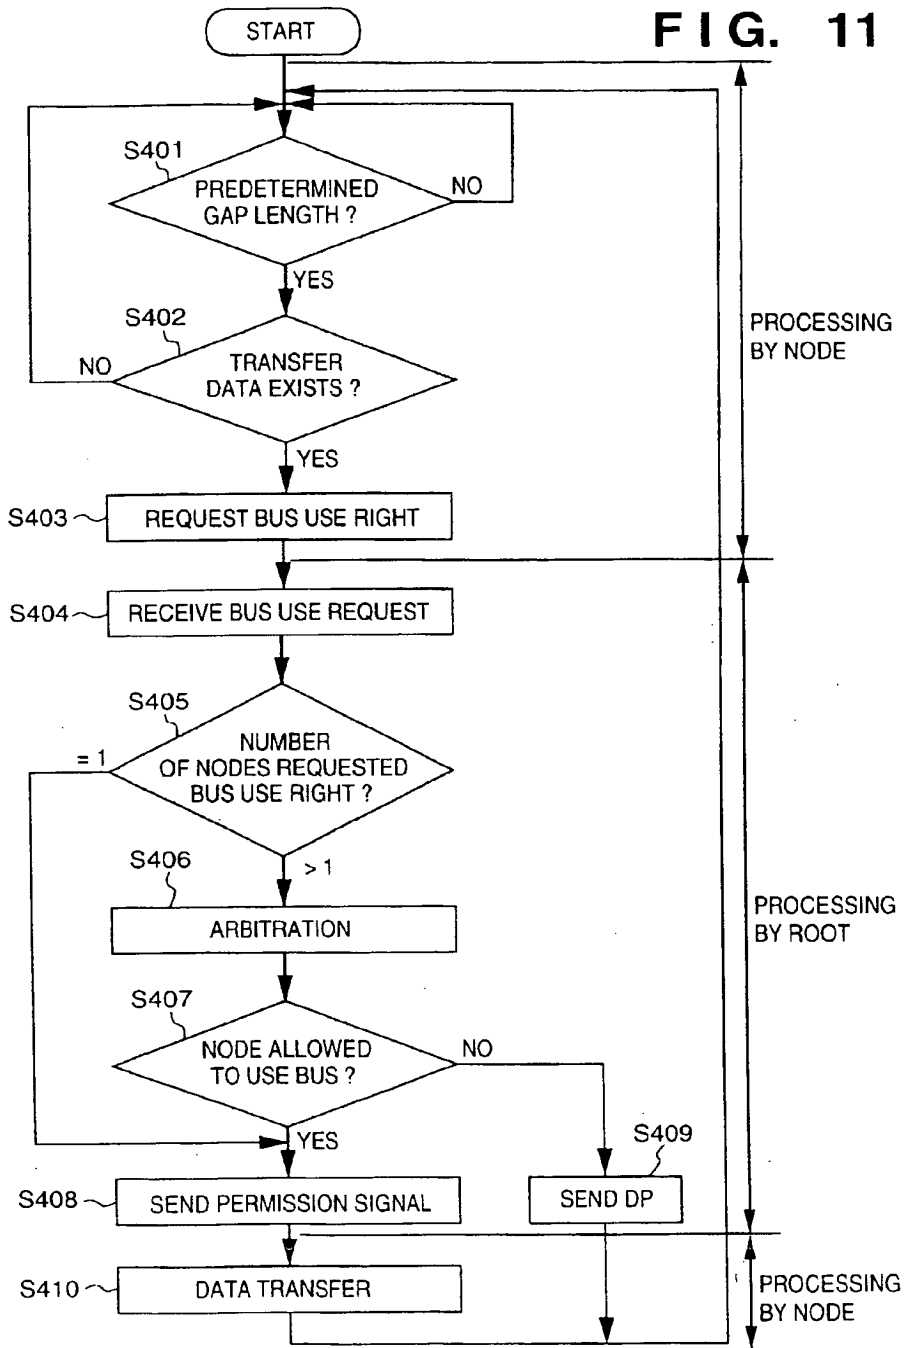 START
FIG. 11
S401
PREDETERMINED
GAP LENGTH ?
NO
YES
S402
TRANSFER
DATA EXISTS ?
NO
YES
PROCESSING
BY NODE
S403
REQUEST BUS USE RIGHT
S404
RECEIVE BUS USE REQUEST
S405
NUMBER
OF NODES REQUESTED
BUS USE RIGHT ?
= 1
> 1
S406
ARBITRATION
PROCESSING
BY ROOT
S407
NODE ALLOWED
TO USE BUS ?
NO
YES
S409
S408
SEND PERMISSION SIGNAL
SEND DP
S410
DATA TRANSFER
PROCESSING
BY NODE